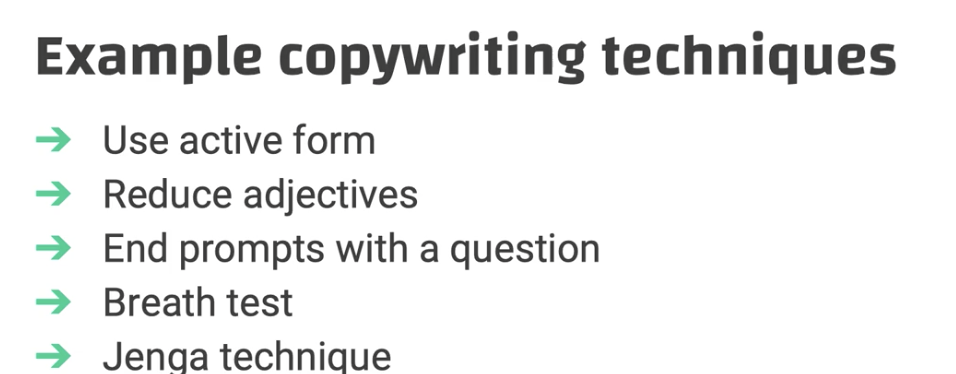 Example copywriting techniques
→ Use active form
→ Reduce adjectives
→ End prompts with a question
→ Breath test
→ Jenga technique